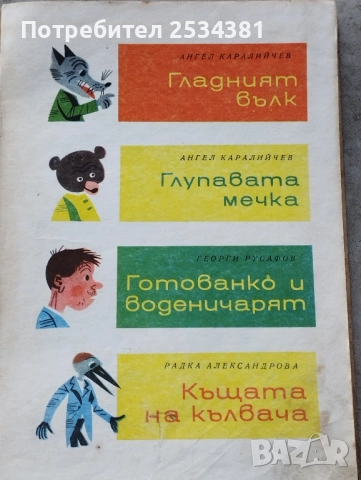 Потребител 2534381
АНГЕЛ КАРАЛИЙЧЕВ
Гладният
вълк
АНГЕЛ КАРАЛИЙЧЕВ
Глупавата
мечка
ГЕОРГИ РУСАФОВ
Готованко и
воденичарят
РАДКА АЛЕКСАНДРОВА
Къщата
на кълвача
BAZAR